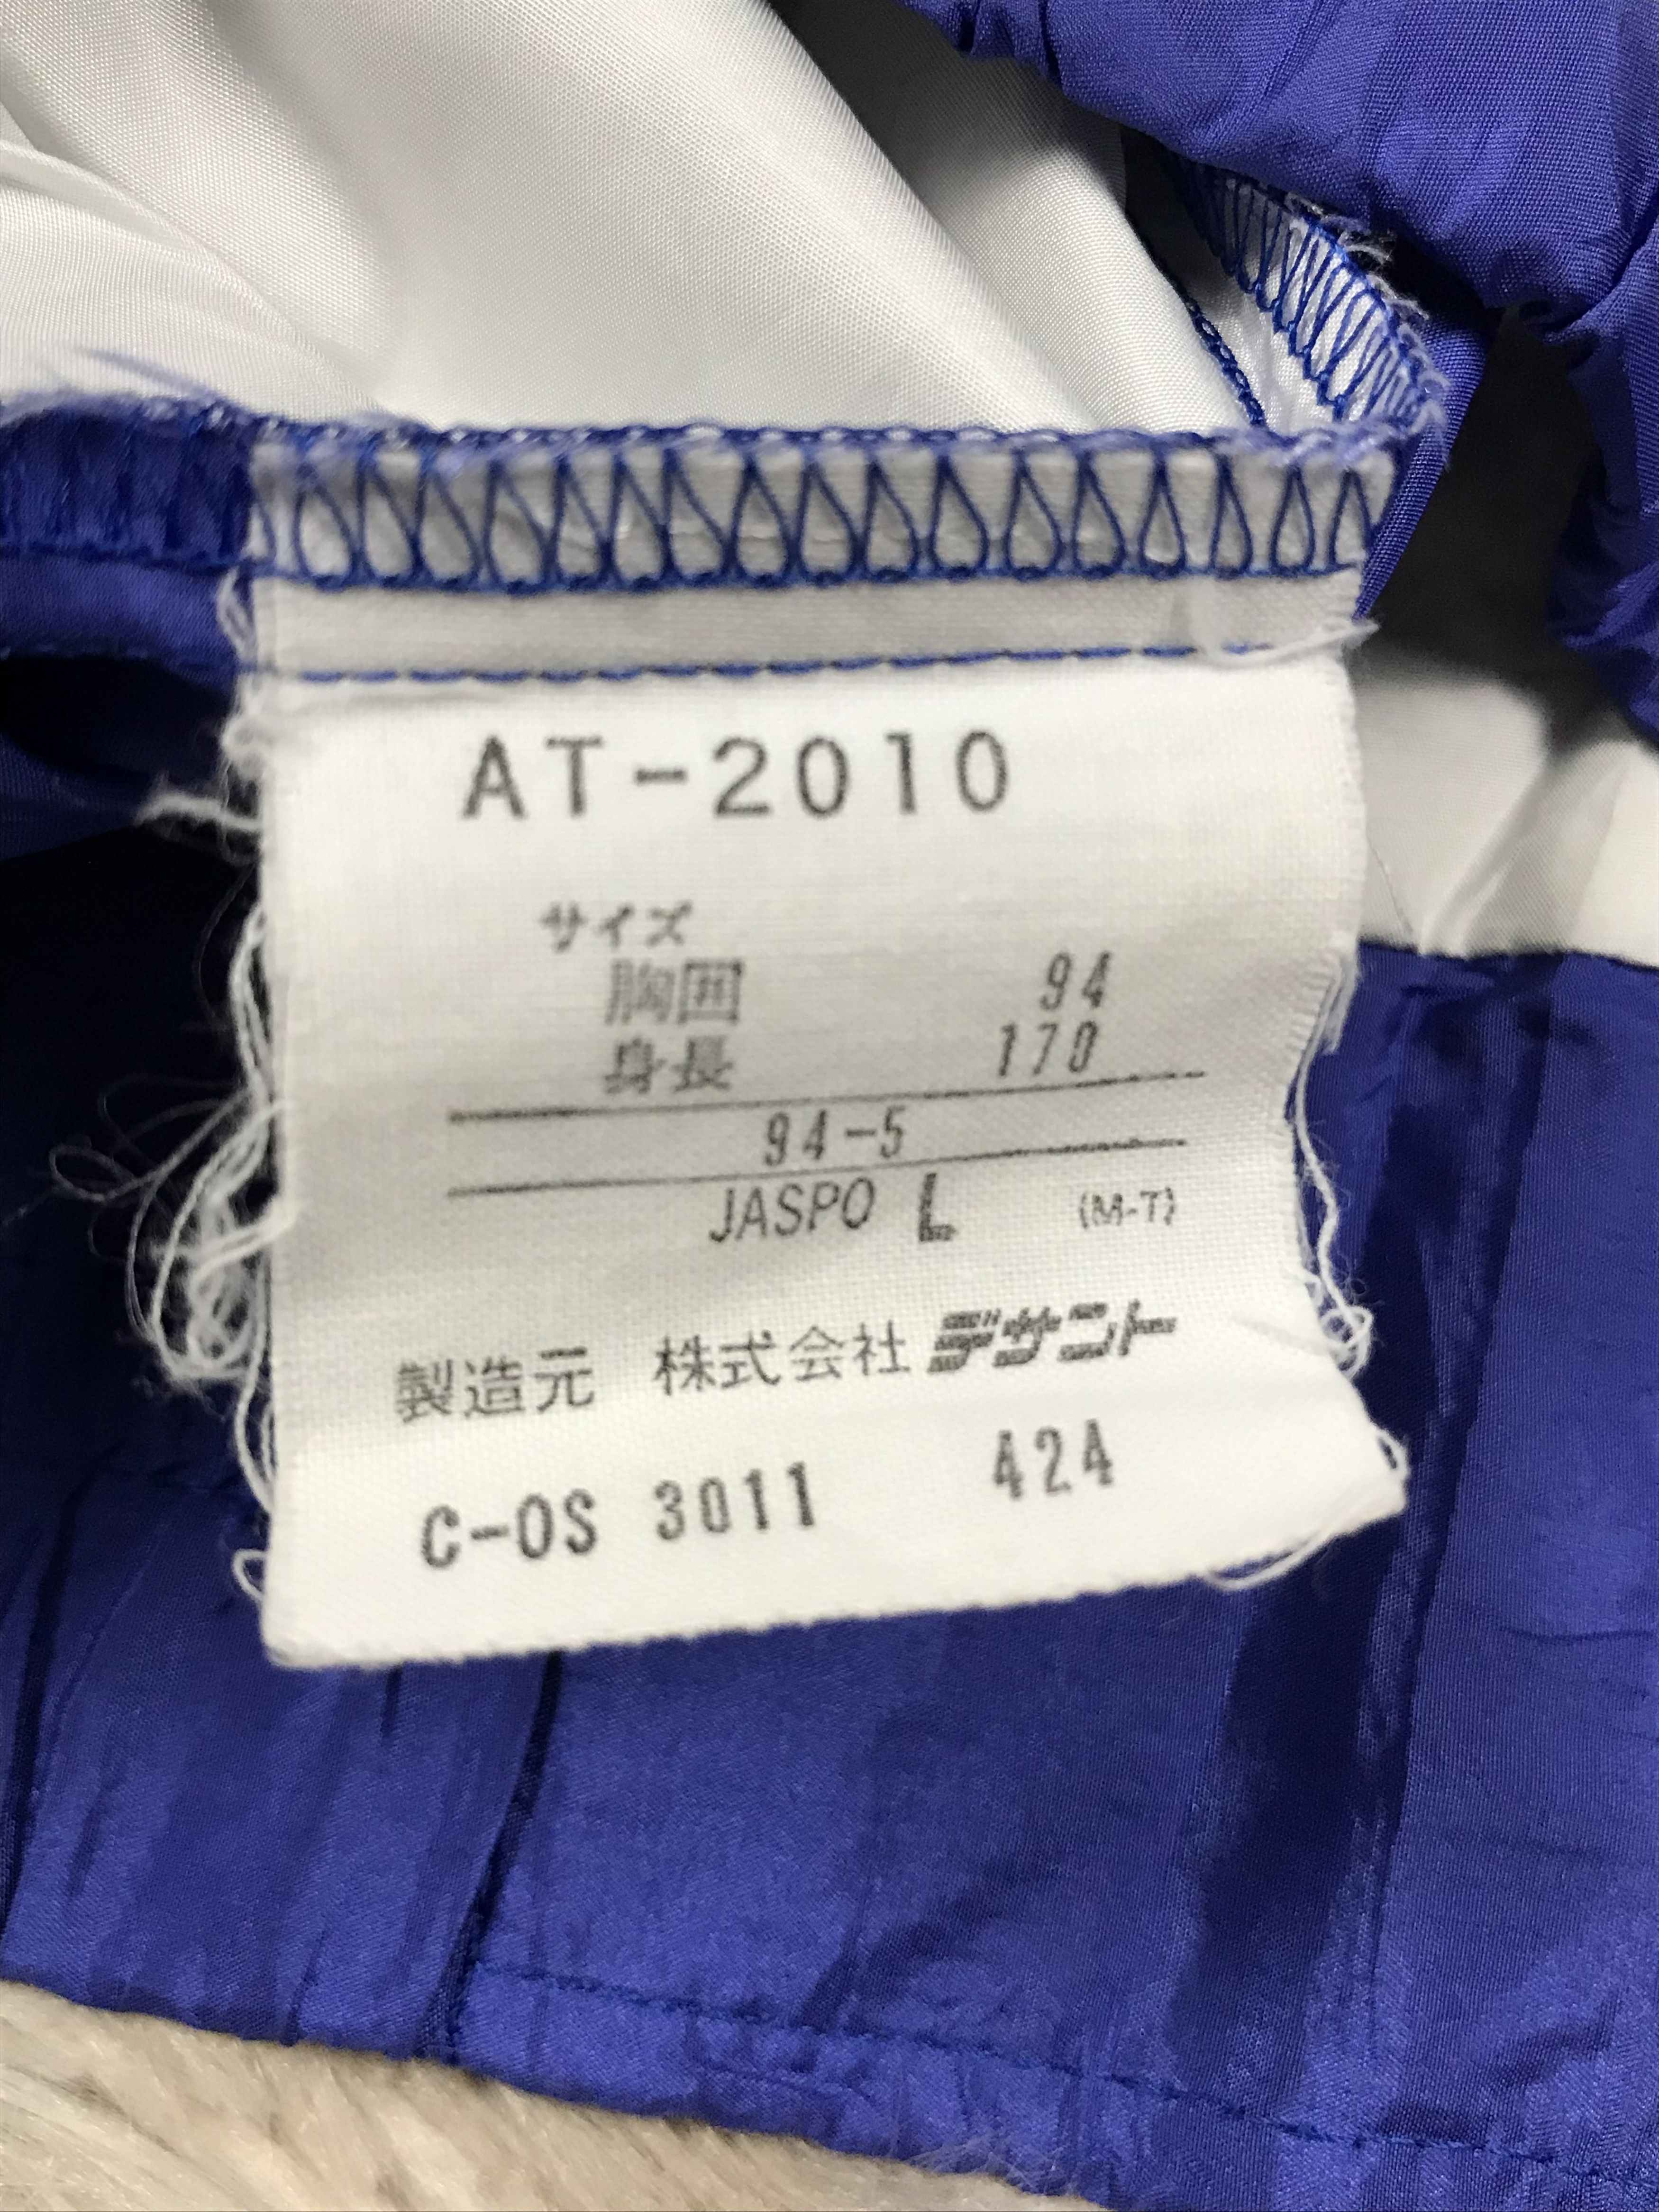 AT-2010
サイズ
胸囲 94
身長 170
94-5
JASPO L (M-T)
製造元 株式会社デサント
C-OS 3011 424